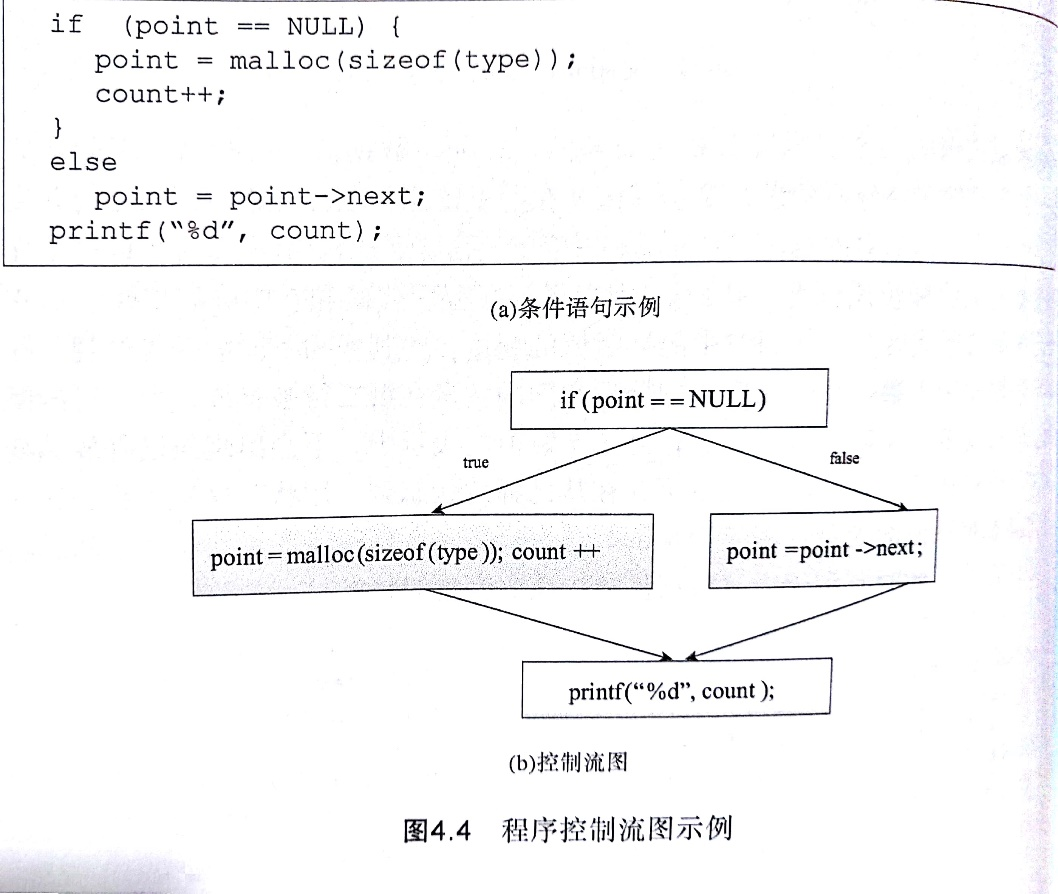 if (point == NULL) {
point = malloc(sizeof(type));
count++;
}
else
point = point->next;
printf(“%d”, count);
(a)条件语句示例
if (point == NULL)
true
false
point = malloc(sizeof(type)); count ++
point =point ->next;
printf(“%d”, count );
(b)控制流图
图4.4 程序控制流图示例